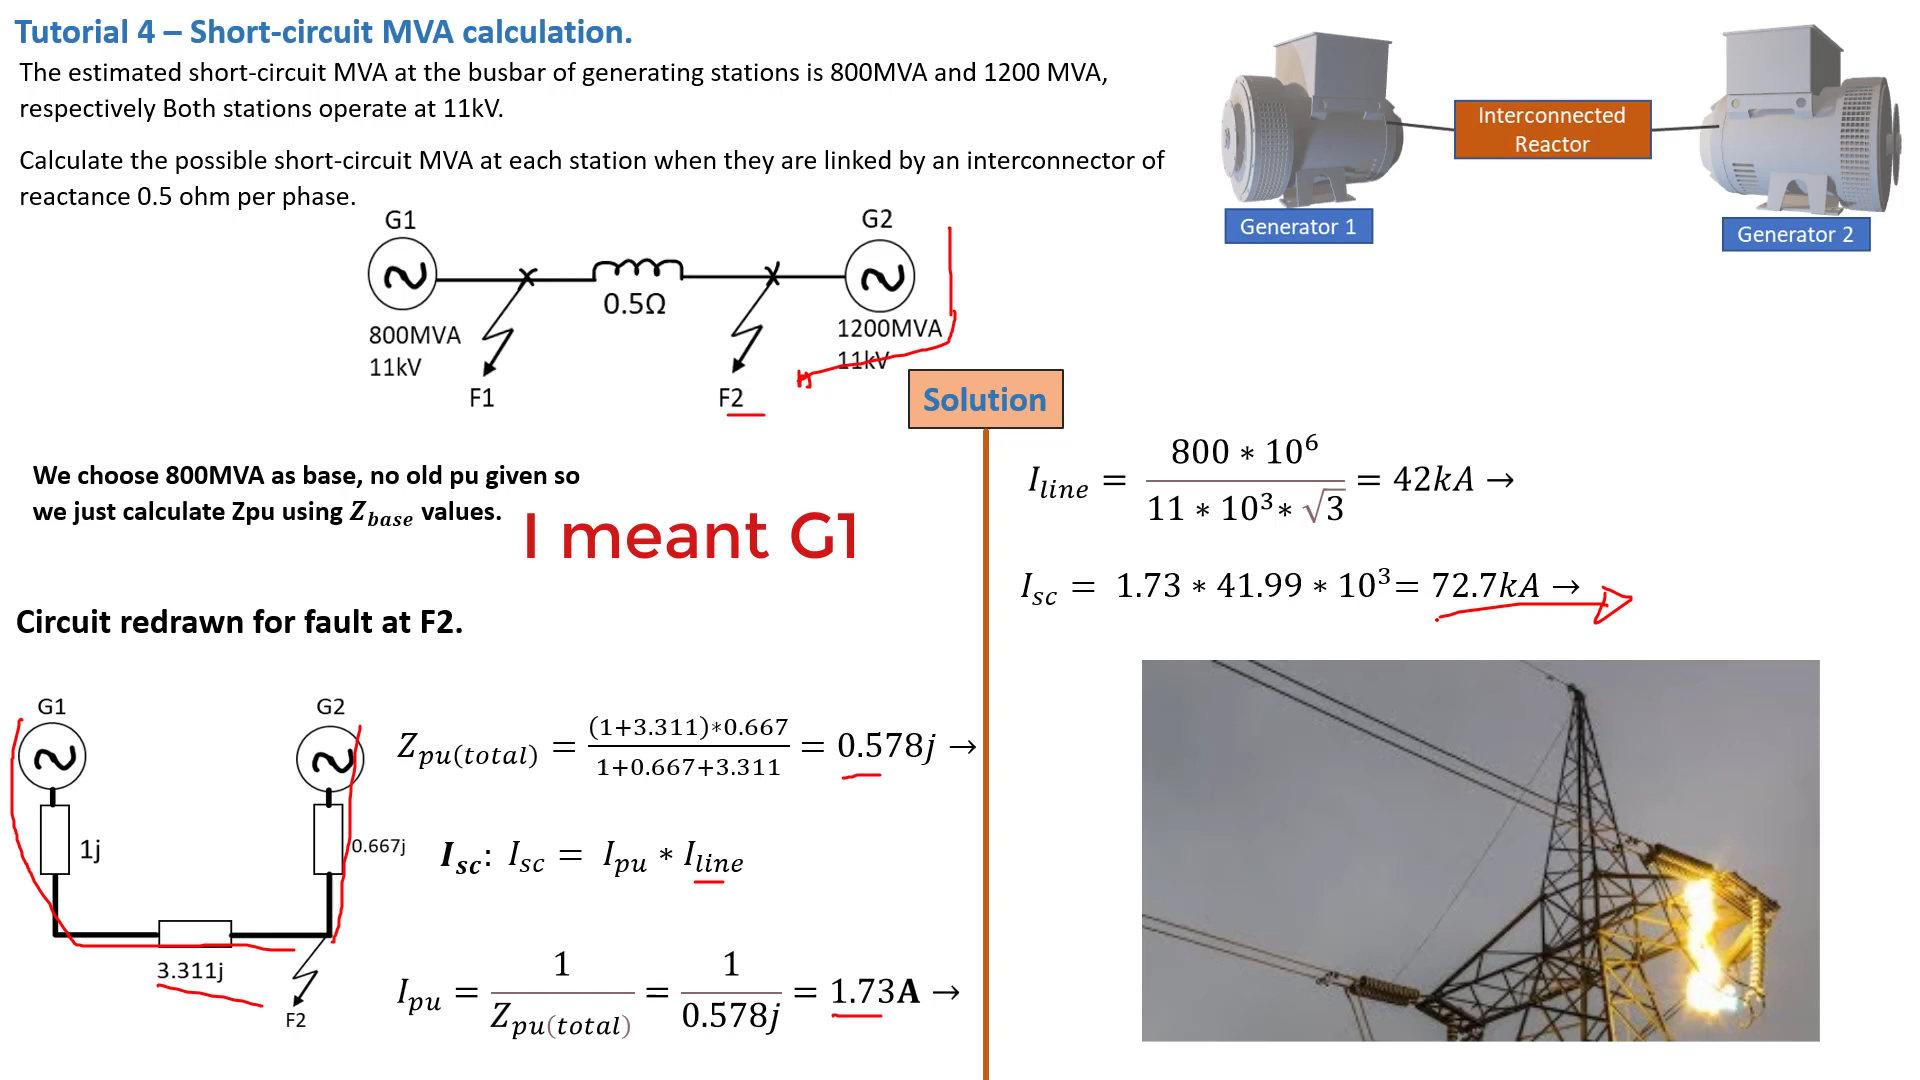 Tutorial 4 – Short-circuit MVA calculation.
The estimated short-circuit MVA at the busbar of generating stations is 800MVA and 1200 MVA,
respectively Both stations operate at 11kV.
Calculate the possible short-circuit MVA at each station when they are linked by an interconnector of
reactance 0.5 ohm per phase.
Interconnected
Reactor
Generator 1
Generator 2
G1
G2
0.5Ω
800MVA
11kV
1200MVA
11kV
F1
F2
Solution
We choose 800MVA as base, no old pu given so
we just calculate Zpu using Z_base values.
I meant G1
I_line = (800 ∗ 10⁶) / (11 ∗ 10³ ∗ √3) = 42kA →
I_sc = 1.73 ∗ 41.99 ∗ 10³= 72.7kA →
Circuit redrawn for fault at F2.
G1
G2
1j
0.667j
3.311j
F2
Z_pu(total) = ((1+3.311)∗0.667) / (1+0.667+3.311) = 0.578j →
I_sc: I_sc = I_pu ∗ I_line
I_pu = 1 / Z_pu(total) = 1 / 0.578j = 1.73A →